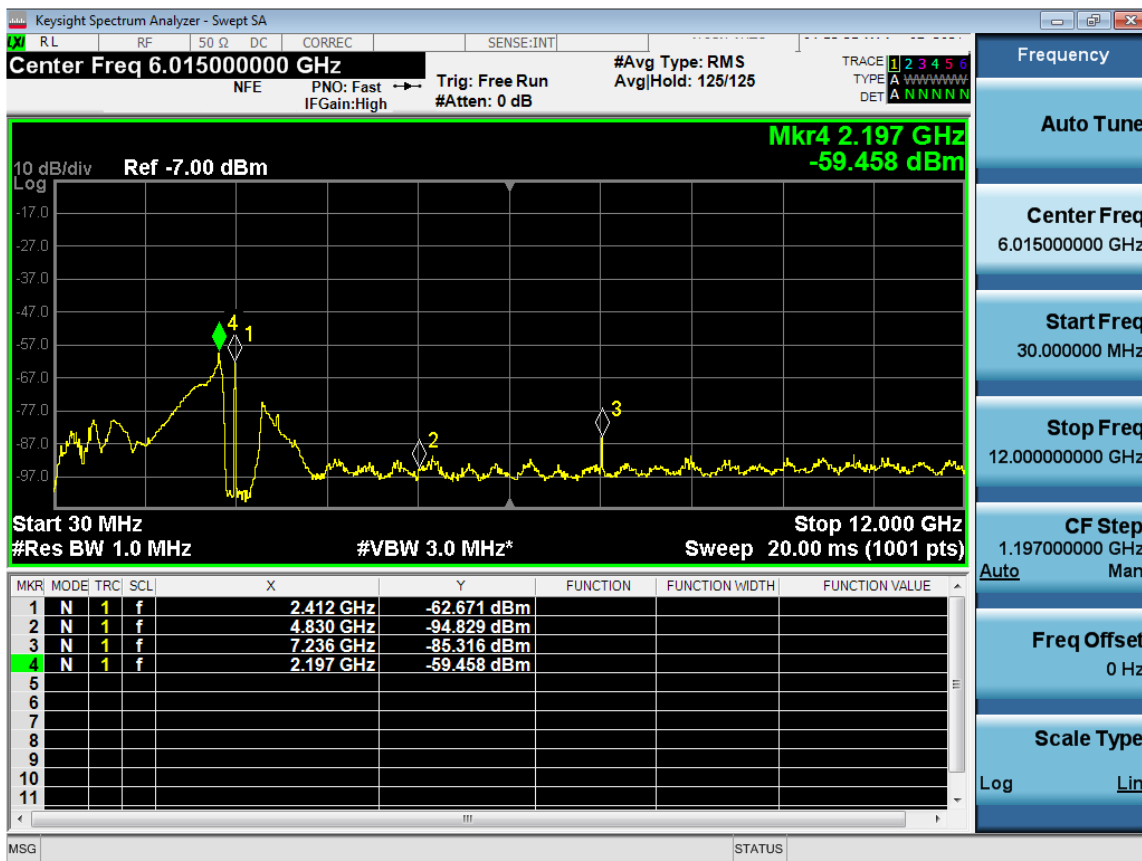 Keysight Spectrum Analyzer - Swept SA
LXI RL RF 50 Ω DC CORREC SENSE:INT
Center Freq 6.015000000 GHz
NFE
PNO: Fast
IFGain:High
Trig: Free Run
#Atten: 0 dB
#Avg Type: RMS
Avg|Hold: 125/125
TRACE 1 2 3 4 5 6
TYPE A WWWWW
DET A N N N N N
Mkr4 2.197 GHz
-59.458 dBm
10 dB/div Ref -7.00 dBm
Log
-17.0
-27.0
-37.0
-47.0
-57.0
-67.0
-77.0
-87.0
-97.0
4 1
3
2
Start 30 MHz Stop 12.000 GHz
#Res BW 1.0 MHz #VBW 3.0 MHz* Sweep 20.00 ms (1001 pts)
MKR MODE TRC SCL X Y FUNCTION FUNCTION WIDTH FUNCTION VALUE
1 N 1 f 2.412 GHz -62.671 dBm
2 N 1 f 4.830 GHz -94.829 dBm
3 N 1 f 7.236 GHz -85.316 dBm
4 N 1 f 2.197 GHz -59.458 dBm
5
6
7
8
9
10
11
MSG STATUS
Frequency
Auto Tune
Center Freq
6.015000000 GHz
Start Freq
30.000000 MHz
Stop Freq
12.000000000 GHz
CF Step
1.197000000 GHz
Auto Man
Freq Offset
0 Hz
Scale Type
Log Lin